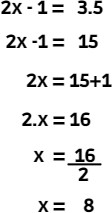 2x - 1 = 3.5
2x -1 = 15
2x = 15+1
2.x = 16
x = 16
2
x = 8